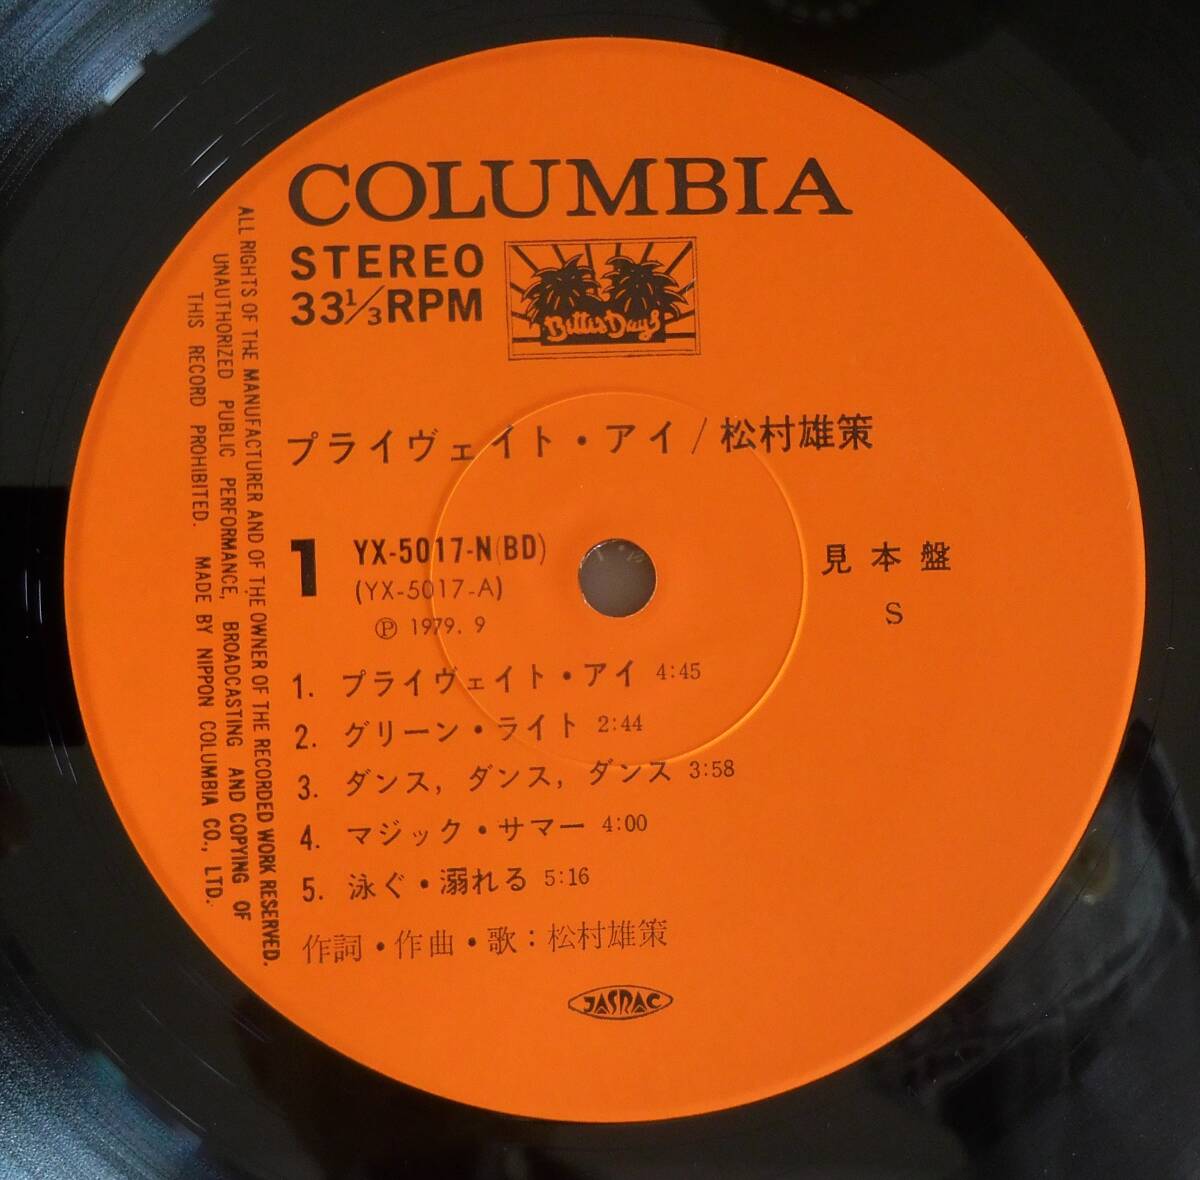 COLUMBIA
STEREO
33⅓RPM
Bittis Days
プライヴェイト・アイ/松村雄策
1
YX-5017-N(BD)
(YX-5017-A)
Ⓟ 1979. 9
見本盤
S
1. プライヴェイト・アイ 4:45
2. グリーン・ライト 2:44
3. ダンス, ダンス, ダンス 3:58
4. マジック・サマー 4:00
5. 泳ぐ・溺れる 5:16
作詞・作曲・歌：松村雄策
JASRAC
ALL RIGHTS OF THE MANUFACTURER AND OF THE OWNER OF THE RECORDED WORK RESERVED.
UNAUTHORIZED PUBLIC PERFORMANCE, BROADCASTING AND COPYING OF
THIS RECORD PROHIBITED. MADE BY NIPPON COLUMBIA CO., LTD.